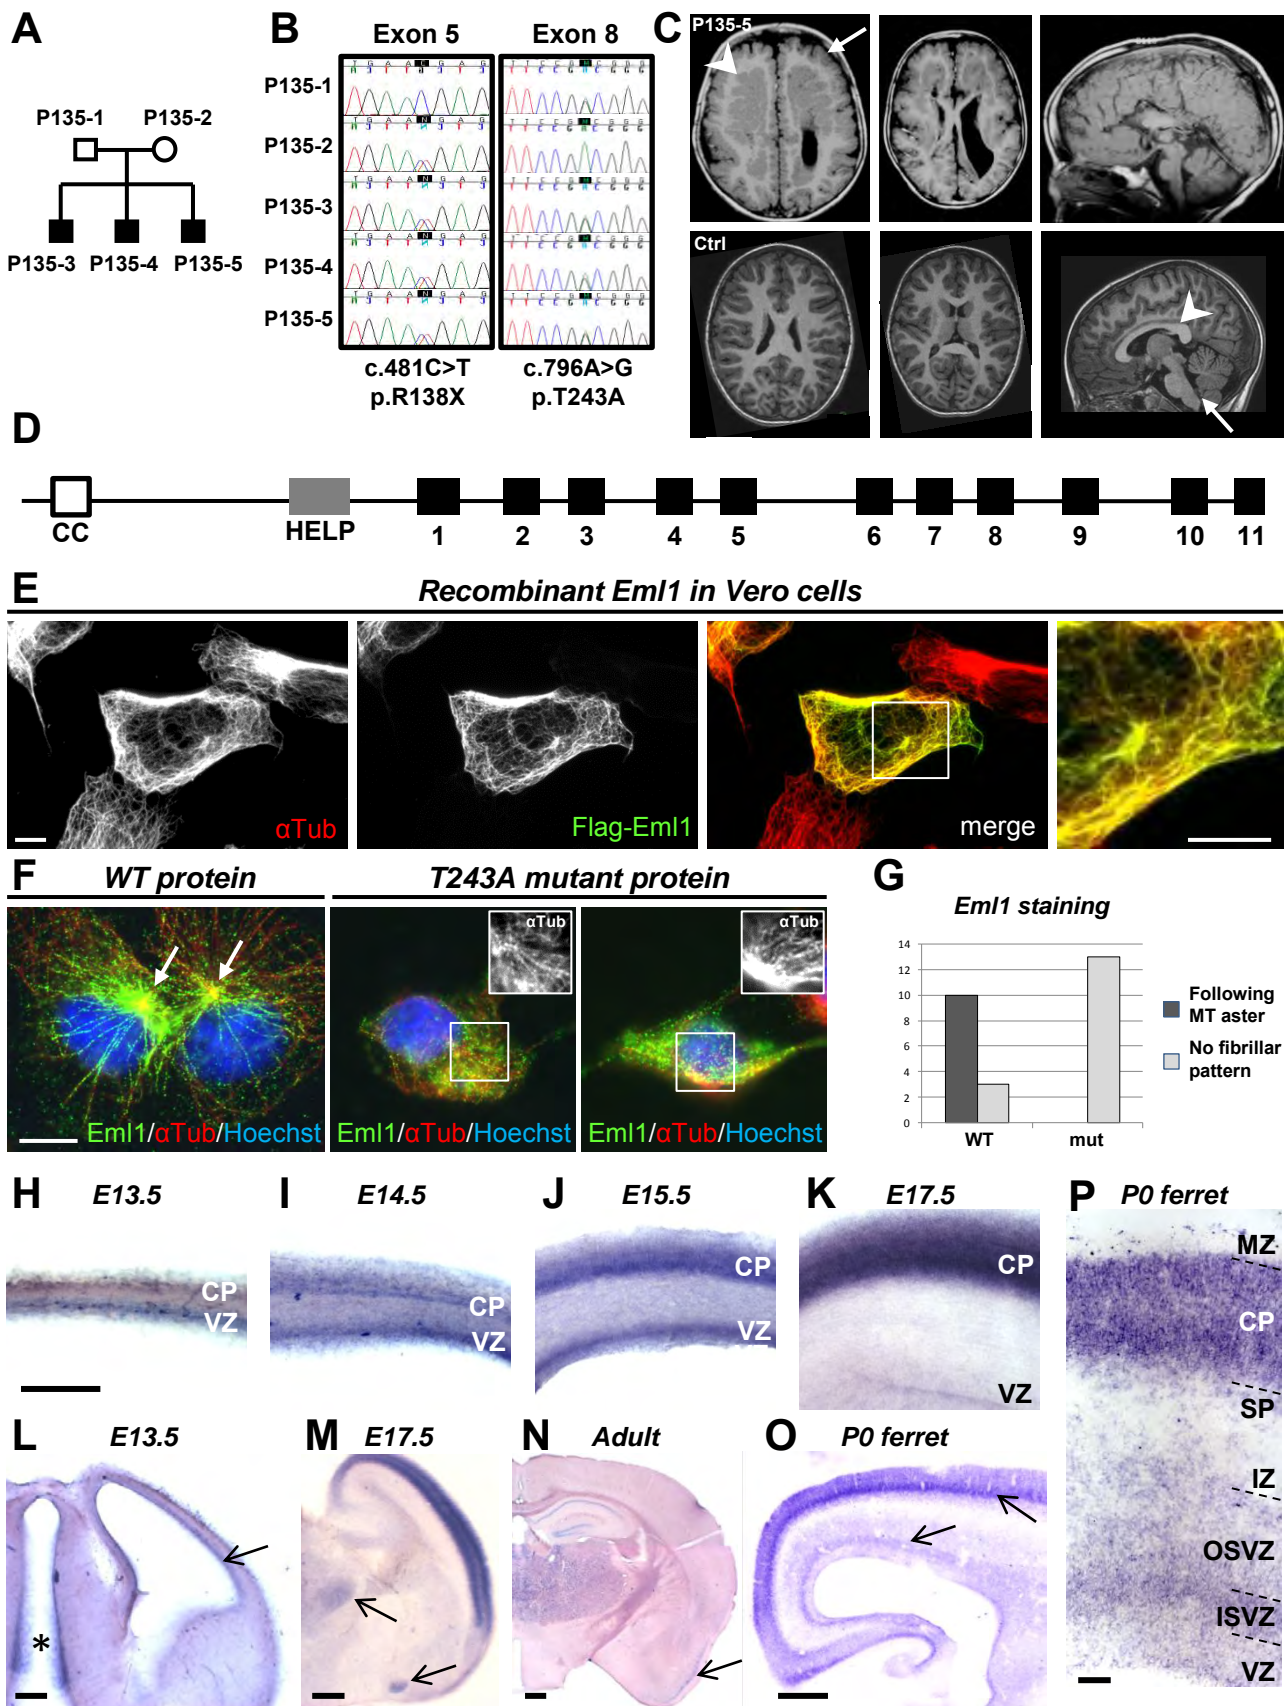 A
P135-1 P135-2
P135-3 P135-4 P135-5
B
Exon 5 Exon 8
P135-1
P135-2
P135-3
P135-4
P135-5
c.481C>T
p.R138X
c.796A>G
p.T243A
C
P135-5
Ctrl
D
CC HELP 1 2 3 4 5 6 7 8 9 10 11
E
Recombinant Eml1 in Vero cells
αTub
Flag-Eml1
merge
F
WT protein
T243A mutant protein
αTub
αTub
Eml1/αTub/Hoechst
Eml1/αTub/Hoechst
Eml1/αTub/Hoechst
G
Eml1 staining
14
12
10
8
6
4
2
0
WT mut
Following
MT aster
No fibrillar
pattern
H E13.5
CP
VZ
I E14.5
CP
VZ
J E15.5
CP
VZ
K E17.5
CP
VZ
P P0 ferret
MZ
CP
SP
IZ
OSVZ
ISVZ
VZ
L E13.5
*
M E17.5
N Adult
O P0 ferret